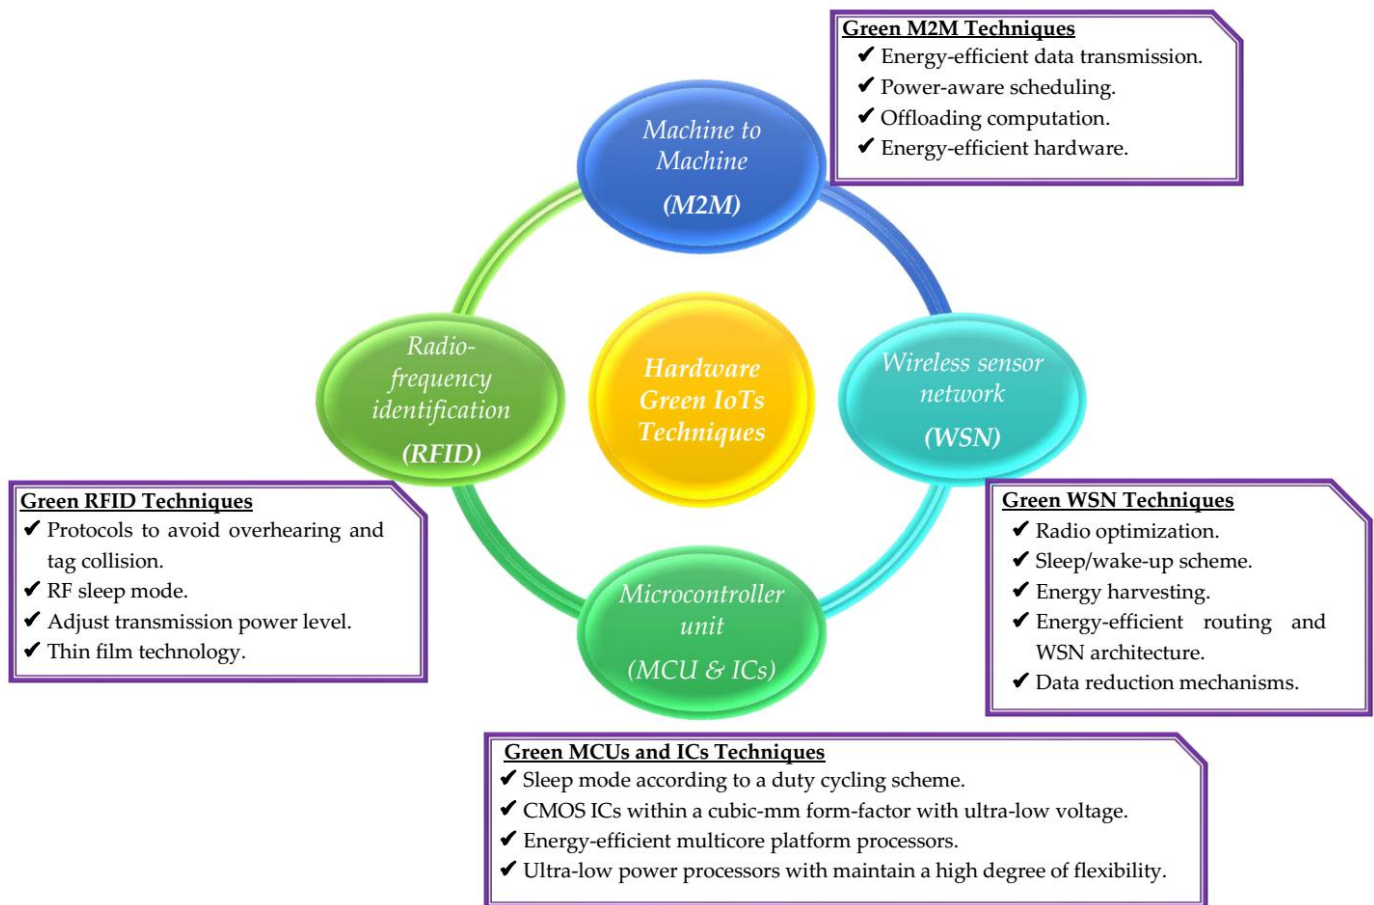 Green M2M Techniques
✔ Energy-efficient data transmission.
✔ Power-aware scheduling.
✔ Offloading computation.
✔ Energy-efficient hardware.
Machine to
Machine
(M2M)
Radio-
frequency
identification
(RFID)
Hardware
Green IoTs
Techniques
Wireless sensor
network
(WSN)
Green RFID Techniques
✔ Protocols to avoid overhearing and
tag collision.
✔ RF sleep mode.
✔ Adjust transmission power level.
✔ Thin film technology.
Microcontroller
unit
(MCU & ICs)
Green WSN Techniques
✔ Radio optimization.
✔ Sleep/wake-up scheme.
✔ Energy harvesting.
✔ Energy-efficient routing and
WSN architecture.
✔ Data reduction mechanisms.
Green MCUs and ICs Techniques
✔ Sleep mode according to a duty cycling scheme.
✔ CMOS ICs within a cubic-mm form-factor with ultra-low voltage.
✔ Energy-efficient multicore platform processors.
✔ Ultra-low power processors with maintain a high degree of flexibility.